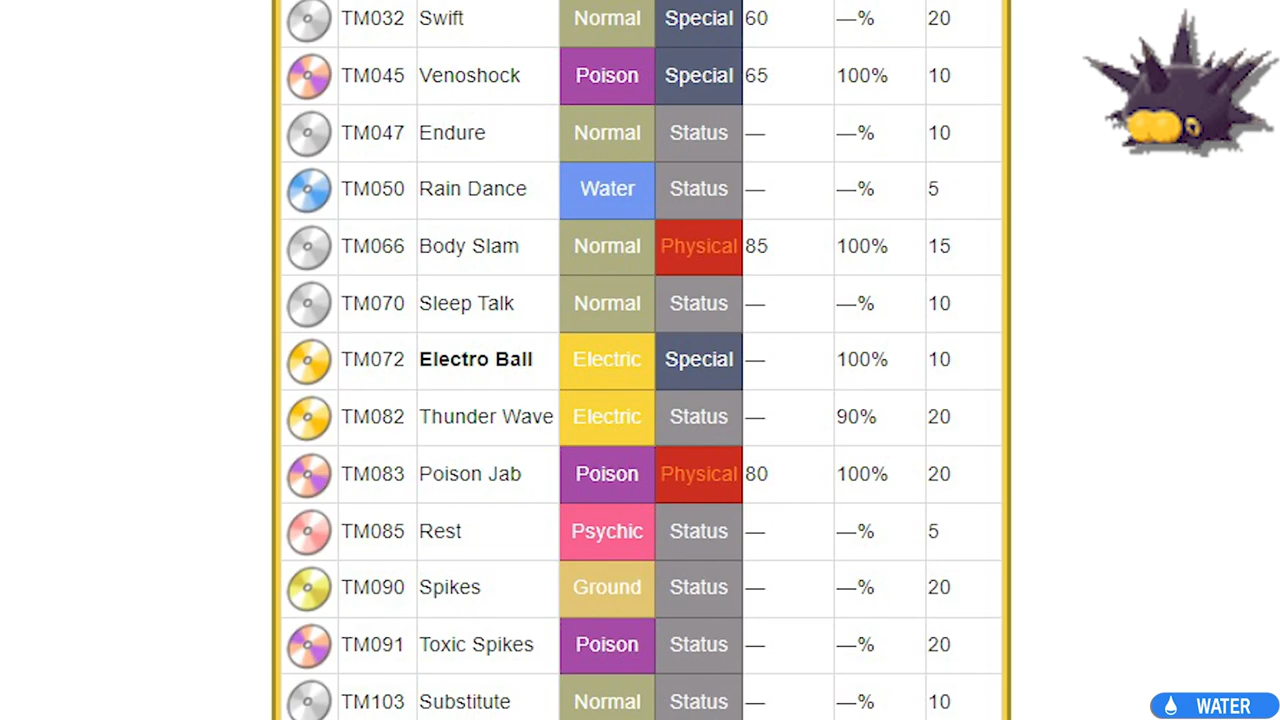 TM032 Swift Normal Special 60 —% 20
TM045 Venoshock Poison Special 65 100% 10
TM047 Endure Normal Status — —% 10
TM050 Rain Dance Water Status — —% 5
TM066 Body Slam Normal Physical 85 100% 15
TM070 Sleep Talk Normal Status — —% 10
TM072 Electro Ball Electric Special — 100% 10
TM082 Thunder Wave Electric Status — 90% 20
TM083 Poison Jab Poison Physical 80 100% 20
TM085 Rest Psychic Status — —% 5
TM090 Spikes Ground Status — —% 20
TM091 Toxic Spikes Poison Status — —% 20
TM103 Substitute Normal Status — —% 10
WATER